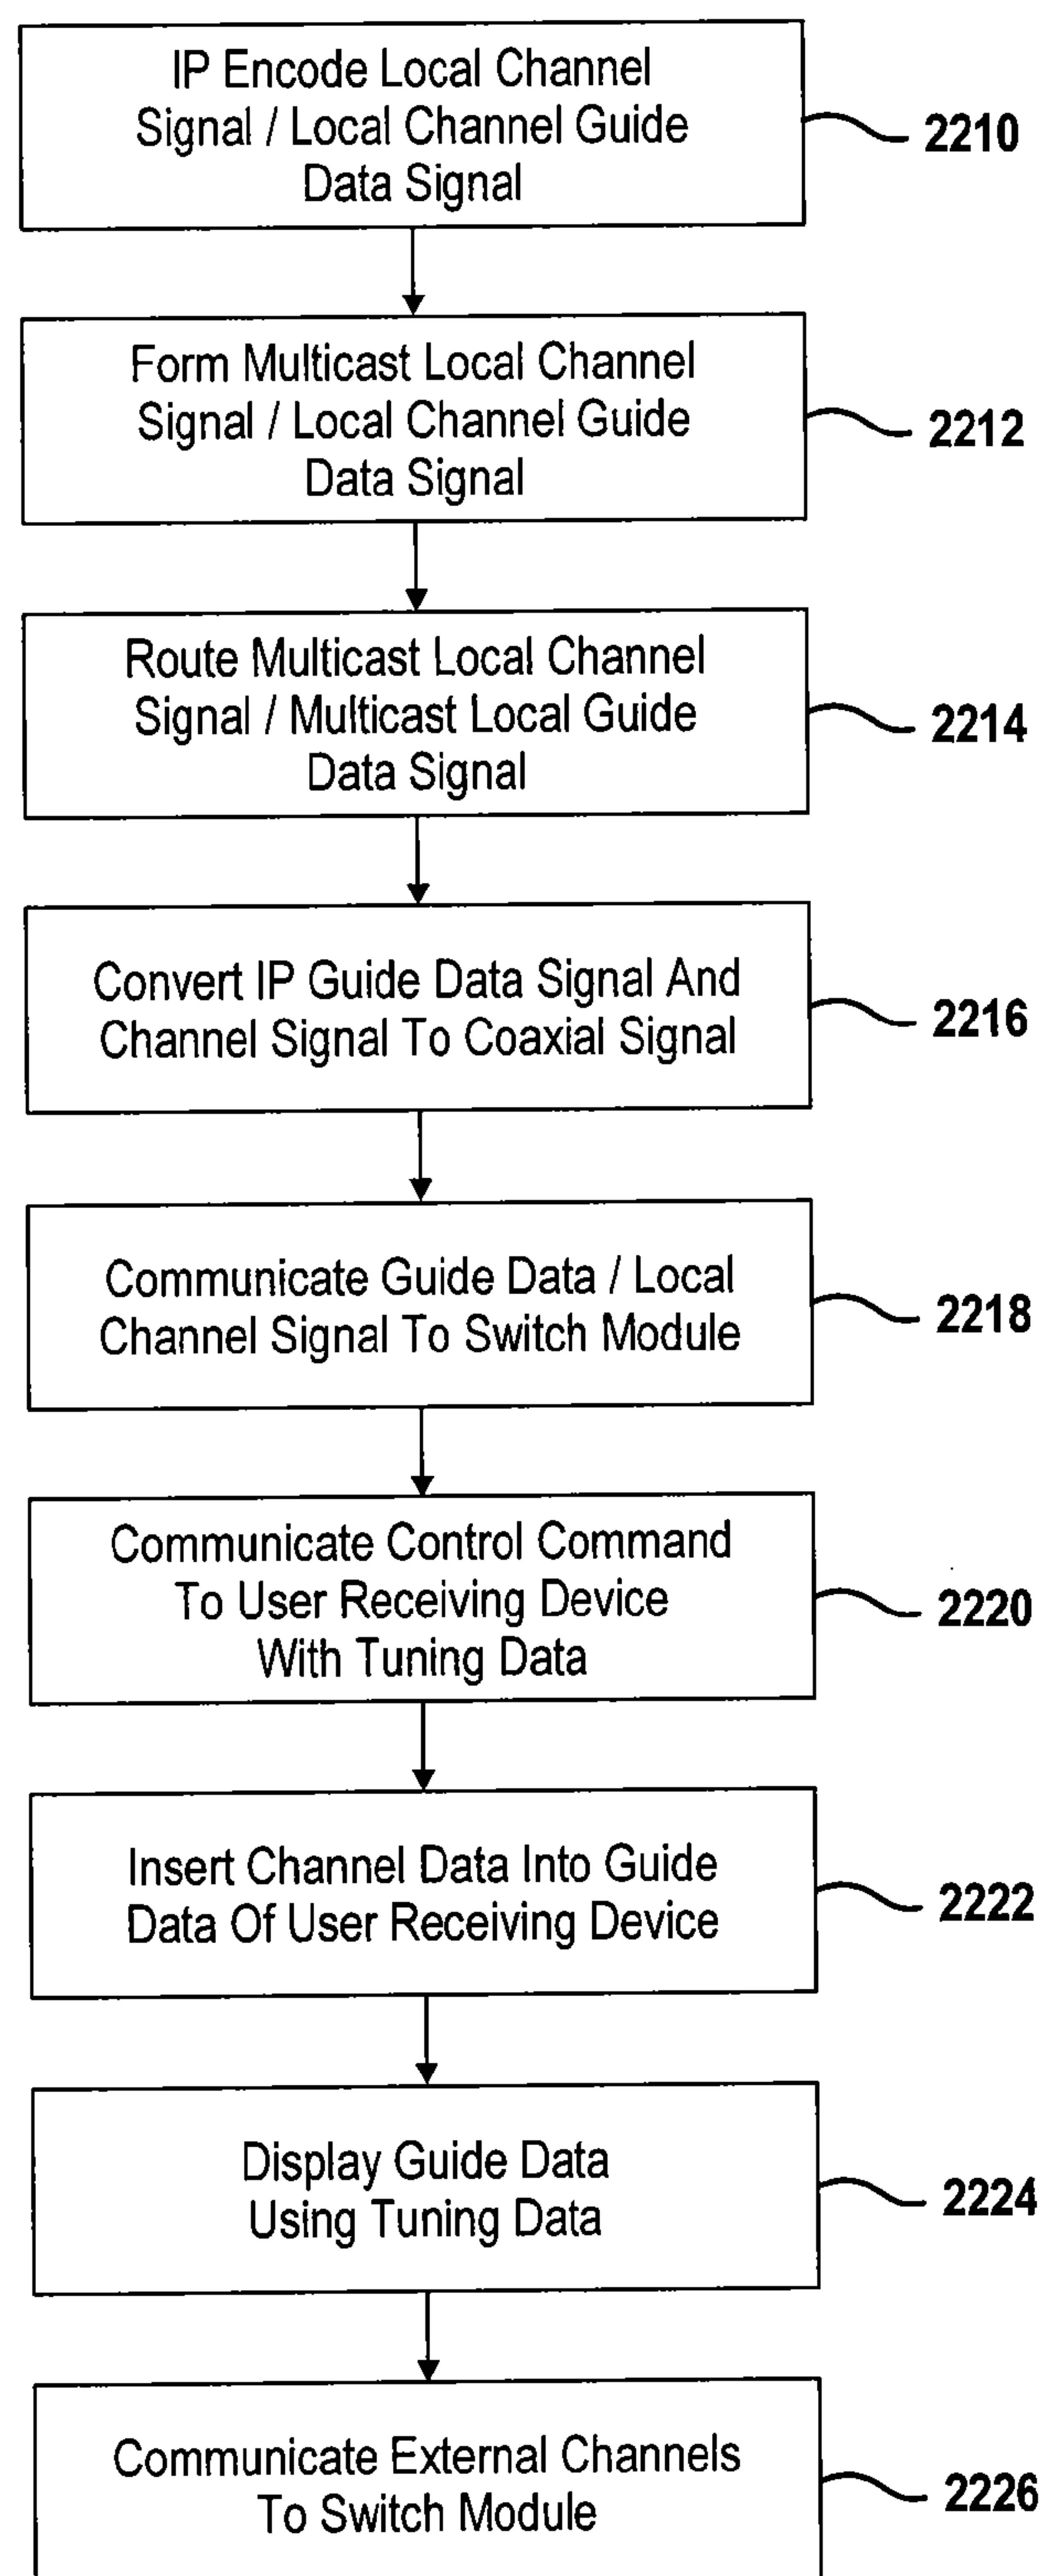 IP Encode Local Channel
Signal / Local Channel Guide
Data Signal
2210
Form Multicast Local Channel
Signal / Local Channel Guide
Data Signal
2212
Route Multicast Local Channel
Signal / Multicast Local Guide
Data Signal
2214
Convert IP Guide Data Signal And
Channel Signal To Coaxial Signal
2216
Communicate Guide Data / Local
Channel Signal To Switch Module
2218
Communicate Control Command
To User Receiving Device
With Tuning Data
2220
Insert Channel Data Into Guide
Data Of User Receiving Device
2222
Display Guide Data
Using Tuning Data
2224
Communicate External Channels
To Switch Module
2226